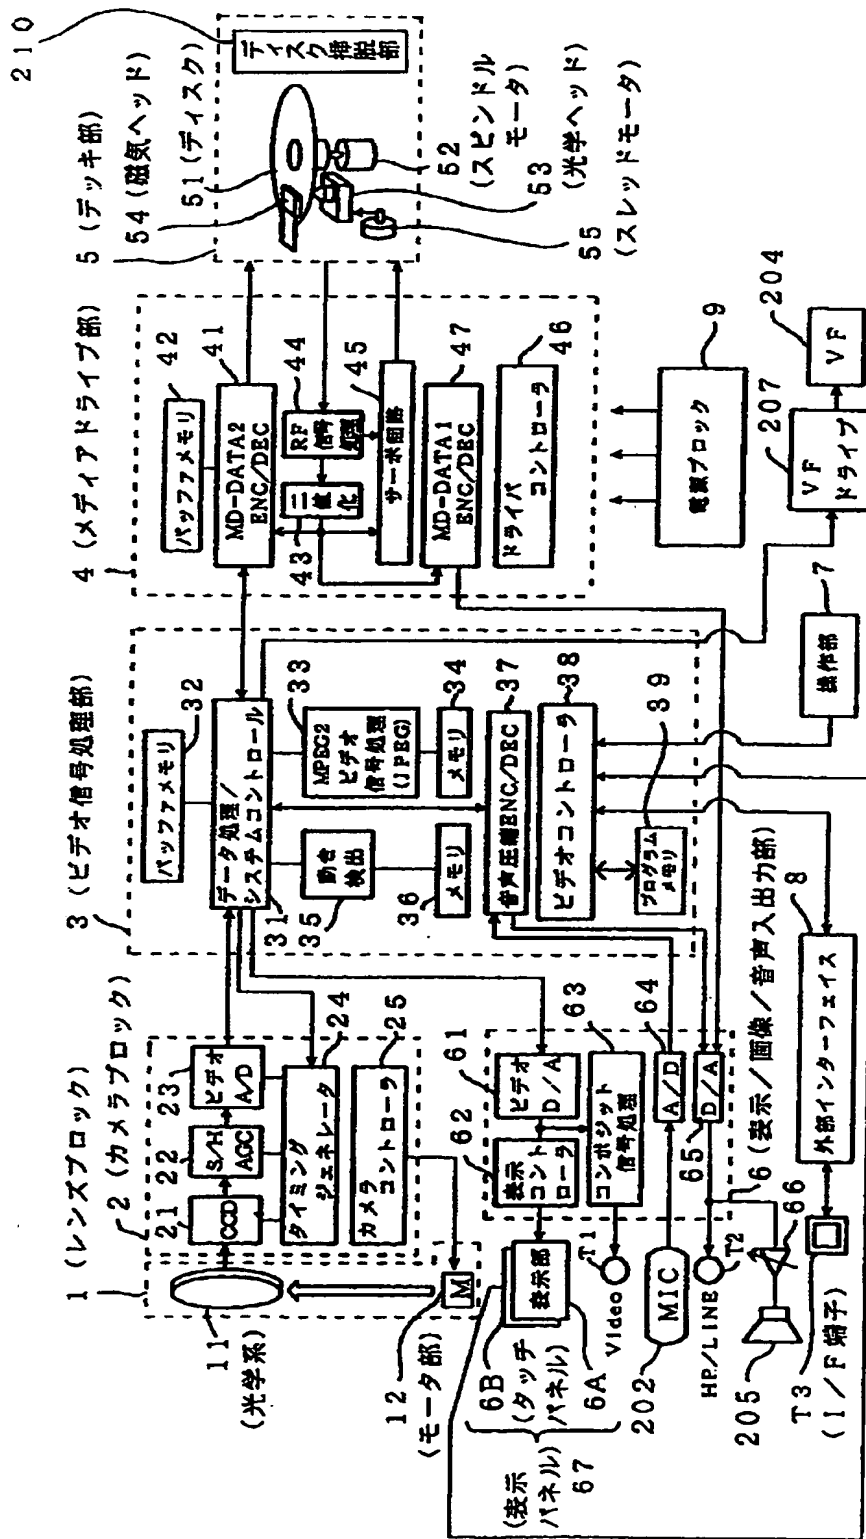 1 (レンズブロック)
2 (カメラブロック)
11
(光学系)
21
CCD
22
S/H
AGC
23
ビデオ
A/D
タイミング
ジェネレータ
24
カメラ
コントローラ
25
12
(モータ部)
M
3 (ビデオ信号処理部)
バッファメモリ
32
データ処理/
システムコントロール
31
MPEG2
ビデオ
信号処理
(JPEG)
33
メモリ
34
動き
検出
35
メモリ
36
音声圧縮ENC/DEC
37
ビデオコントローラ
38
プログラム
メモリ
39
4 (メディアドライブ部)
バッファメモリ
42
MD-DATA2
ENC/DEC
41
RF
信号
処理
44
二
値
化
43
サーボ回路
45
MD-DATA1
ENC/DEC
47
ドライバ
コントローラ
46
5 (デッキ部)
54 (磁気ヘッド)
51 (ディスク)
ディスク挿脱部
210
52
(スピンドル
モータ)
53
(光学ヘッド)
55
(スレッドモータ)
61
ビデオ
D/A
62
表示
コント
ローラ
コンポジット
信号処理
63
A/D
64
D/A
65
6 (表示/画像/音声入出力部)
表示部
6B
(タッチ
パネル)
6A
(表示
パネル)
67
Video
T1
MIC
202
HP/LINE
T2
66
205
T3
(I/F 端子)
外部インターフェイス
8
操作部
7
電源ブロック
9
VF
ドライブ
207
VF
204